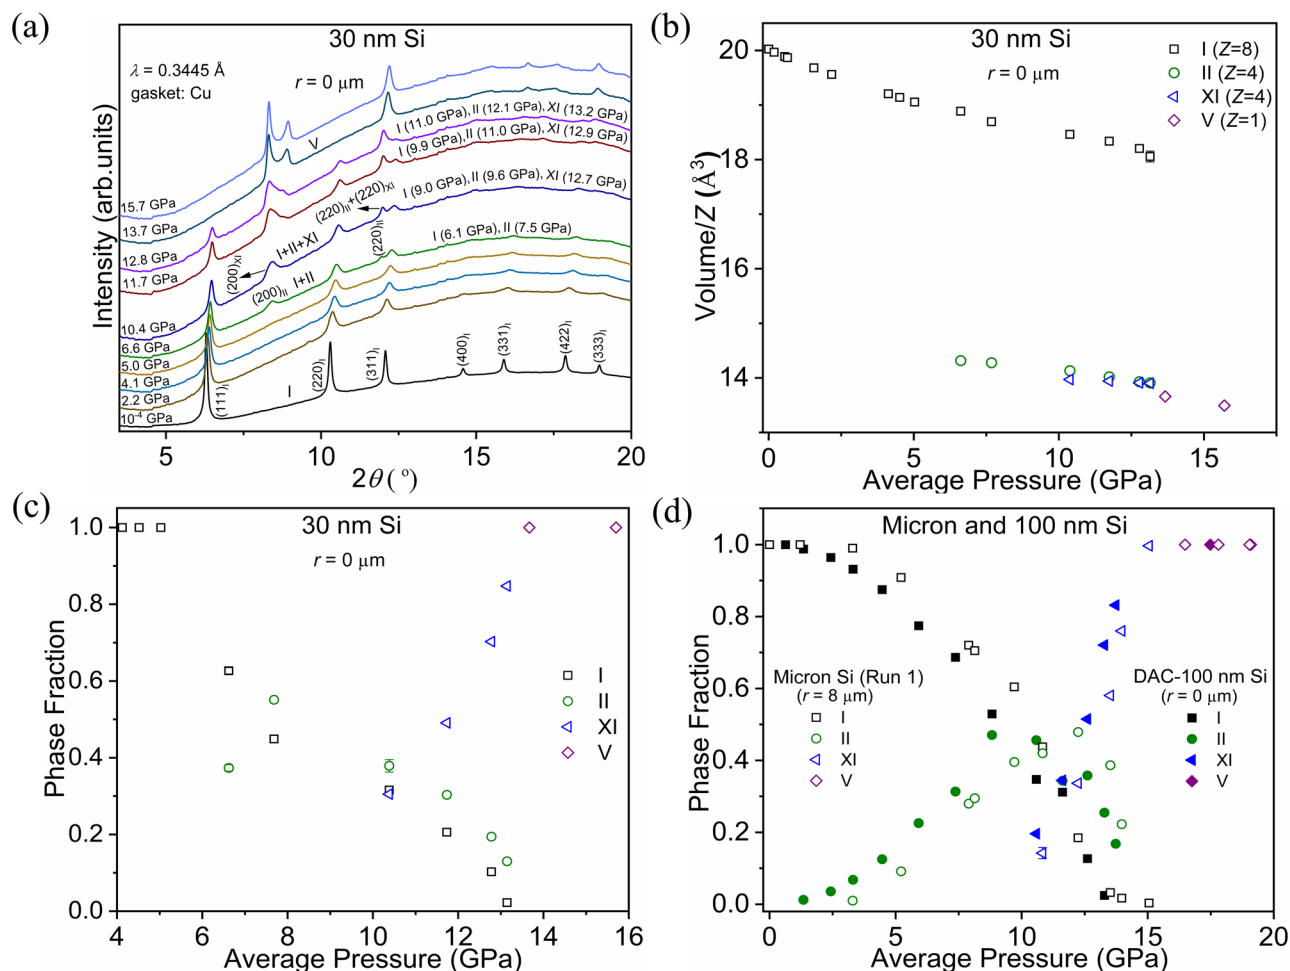 (a)
30 nm Si
λ = 0.3445 Å
gasket: Cu
r = 0 μm
I (11.0 GPa), II (12.1 GPa), XI (13.2 GPa)
V
I (9.9 GPa), II (11.0 GPa), XI (12.9 GPa)
15.7 GPa
(220)II+(220)XI
I (9.0 GPa), II (9.6 GPa), XI (12.7 GPa)
13.7 GPa
I+II+XI
(220)II
I (6.1 GPa), II (7.5 GPa)
12.8 GPa
(200)XI
11.7 GPa
(200)II
I+II
10.4 GPa
6.6 GPa
5.0 GPa
4.1 GPa
2.2 GPa
10-4 GPa
(111)I
I
(220)I
(311)I
(400)I
(331)I
(422)I
(333)I
Intensity (arb.units)
5
10
15
20
2θ ( º)
(b)
30 nm Si
r = 0 μm
I (Z=8)
II (Z=4)
XI (Z=4)
V (Z=1)
20
18
16
14
Volume/Z (Å3)
0
5
10
15
Average Pressure (GPa)
(c)
30 nm Si
r = 0 μm
I
II
XI
V
1.0
0.8
0.6
0.4
0.2
0.0
Phase Fraction
4
6
8
10
12
14
16
Average Pressure (GPa)
(d)
Micron and 100 nm Si
Micron Si (Run 1)
(r = 8 μm)
I
II
XI
V
DAC-100 nm Si
(r = 0 μm)
I
II
XI
V
1.0
0.8
0.6
0.4
0.2
0.0
Phase Fraction
0
5
10
15
20
Average Pressure (GPa)